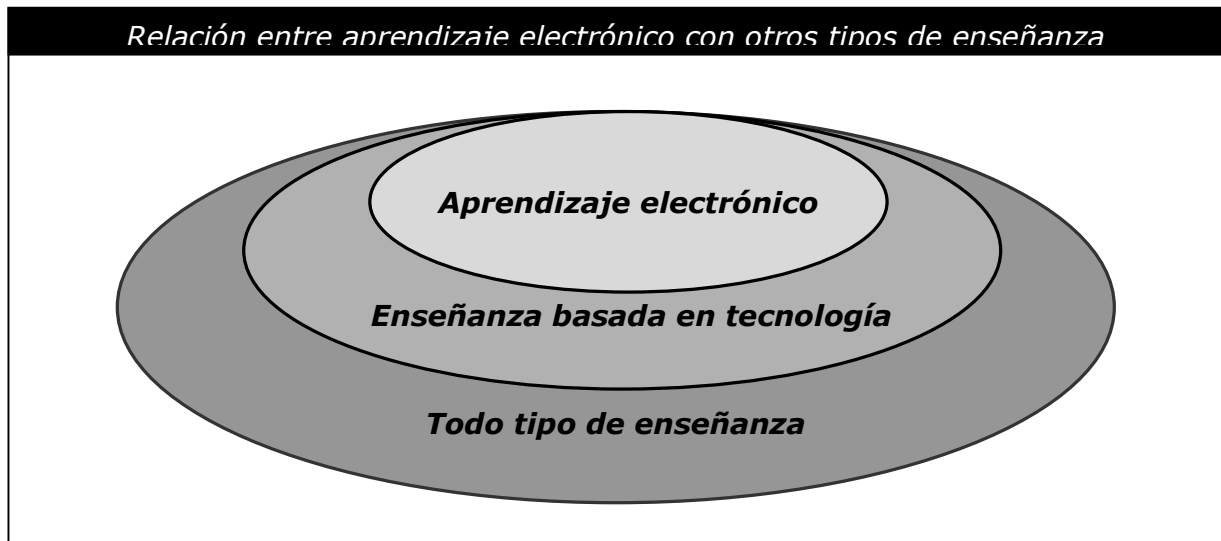 Relación entre aprendizaje electrónico con otros tipos de enseñanza
Aprendizaje electrónico
Enseñanza basada en tecnología
Todo tipo de enseñanza